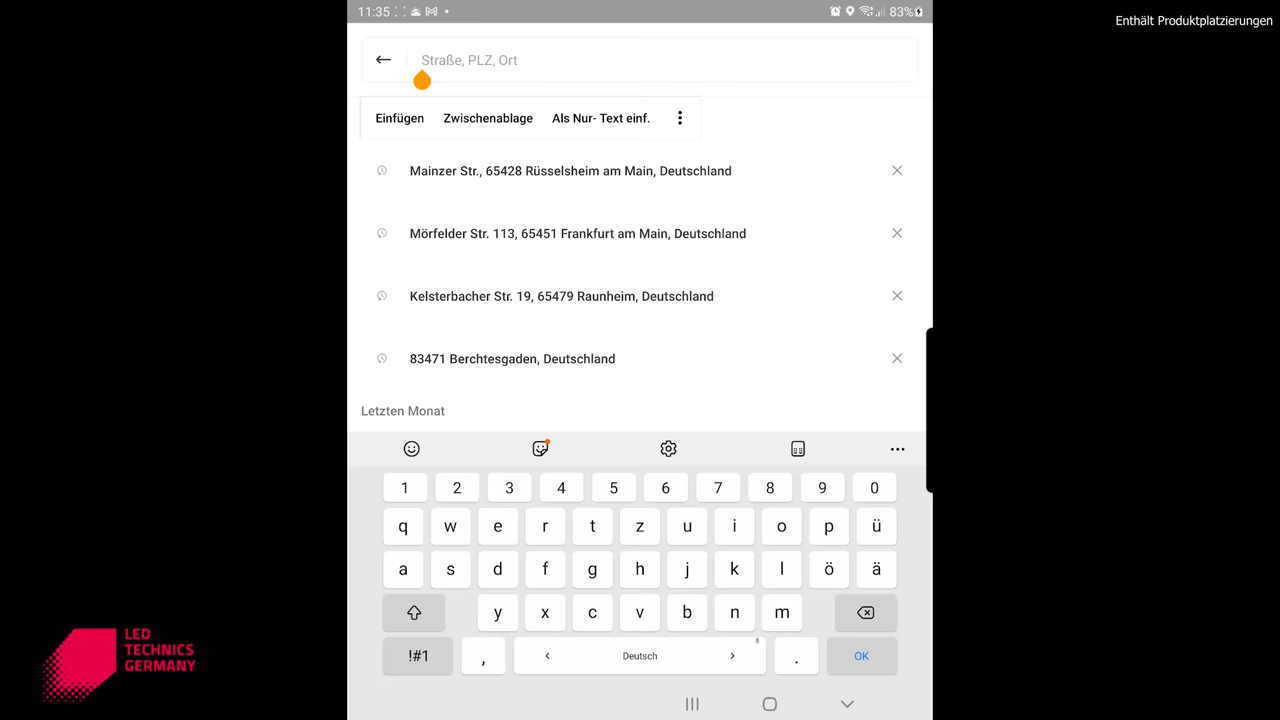 Enthält Produktplatzierungen
11:35
83%
Straße, PLZ, Ort
Einfügen Zwischenablage Als Nur- Text einf.
Mainzer Str., 65428 Rüsselsheim am Main, Deutschland
Mörfelder Str. 113, 65451 Frankfurt am Main, Deutschland
Kelsterbacher Str. 19, 65479 Raunheim, Deutschland
83471 Berchtesgaden, Deutschland
Letzten Monat
1 2 3 4 5 6 7 8 9 0
q w e r t z u i o p ü
a s d f g h j k l ö ä
y x c v b n m
!#1 , Deutsch . OK
LED
TECHNICS
GERMANY